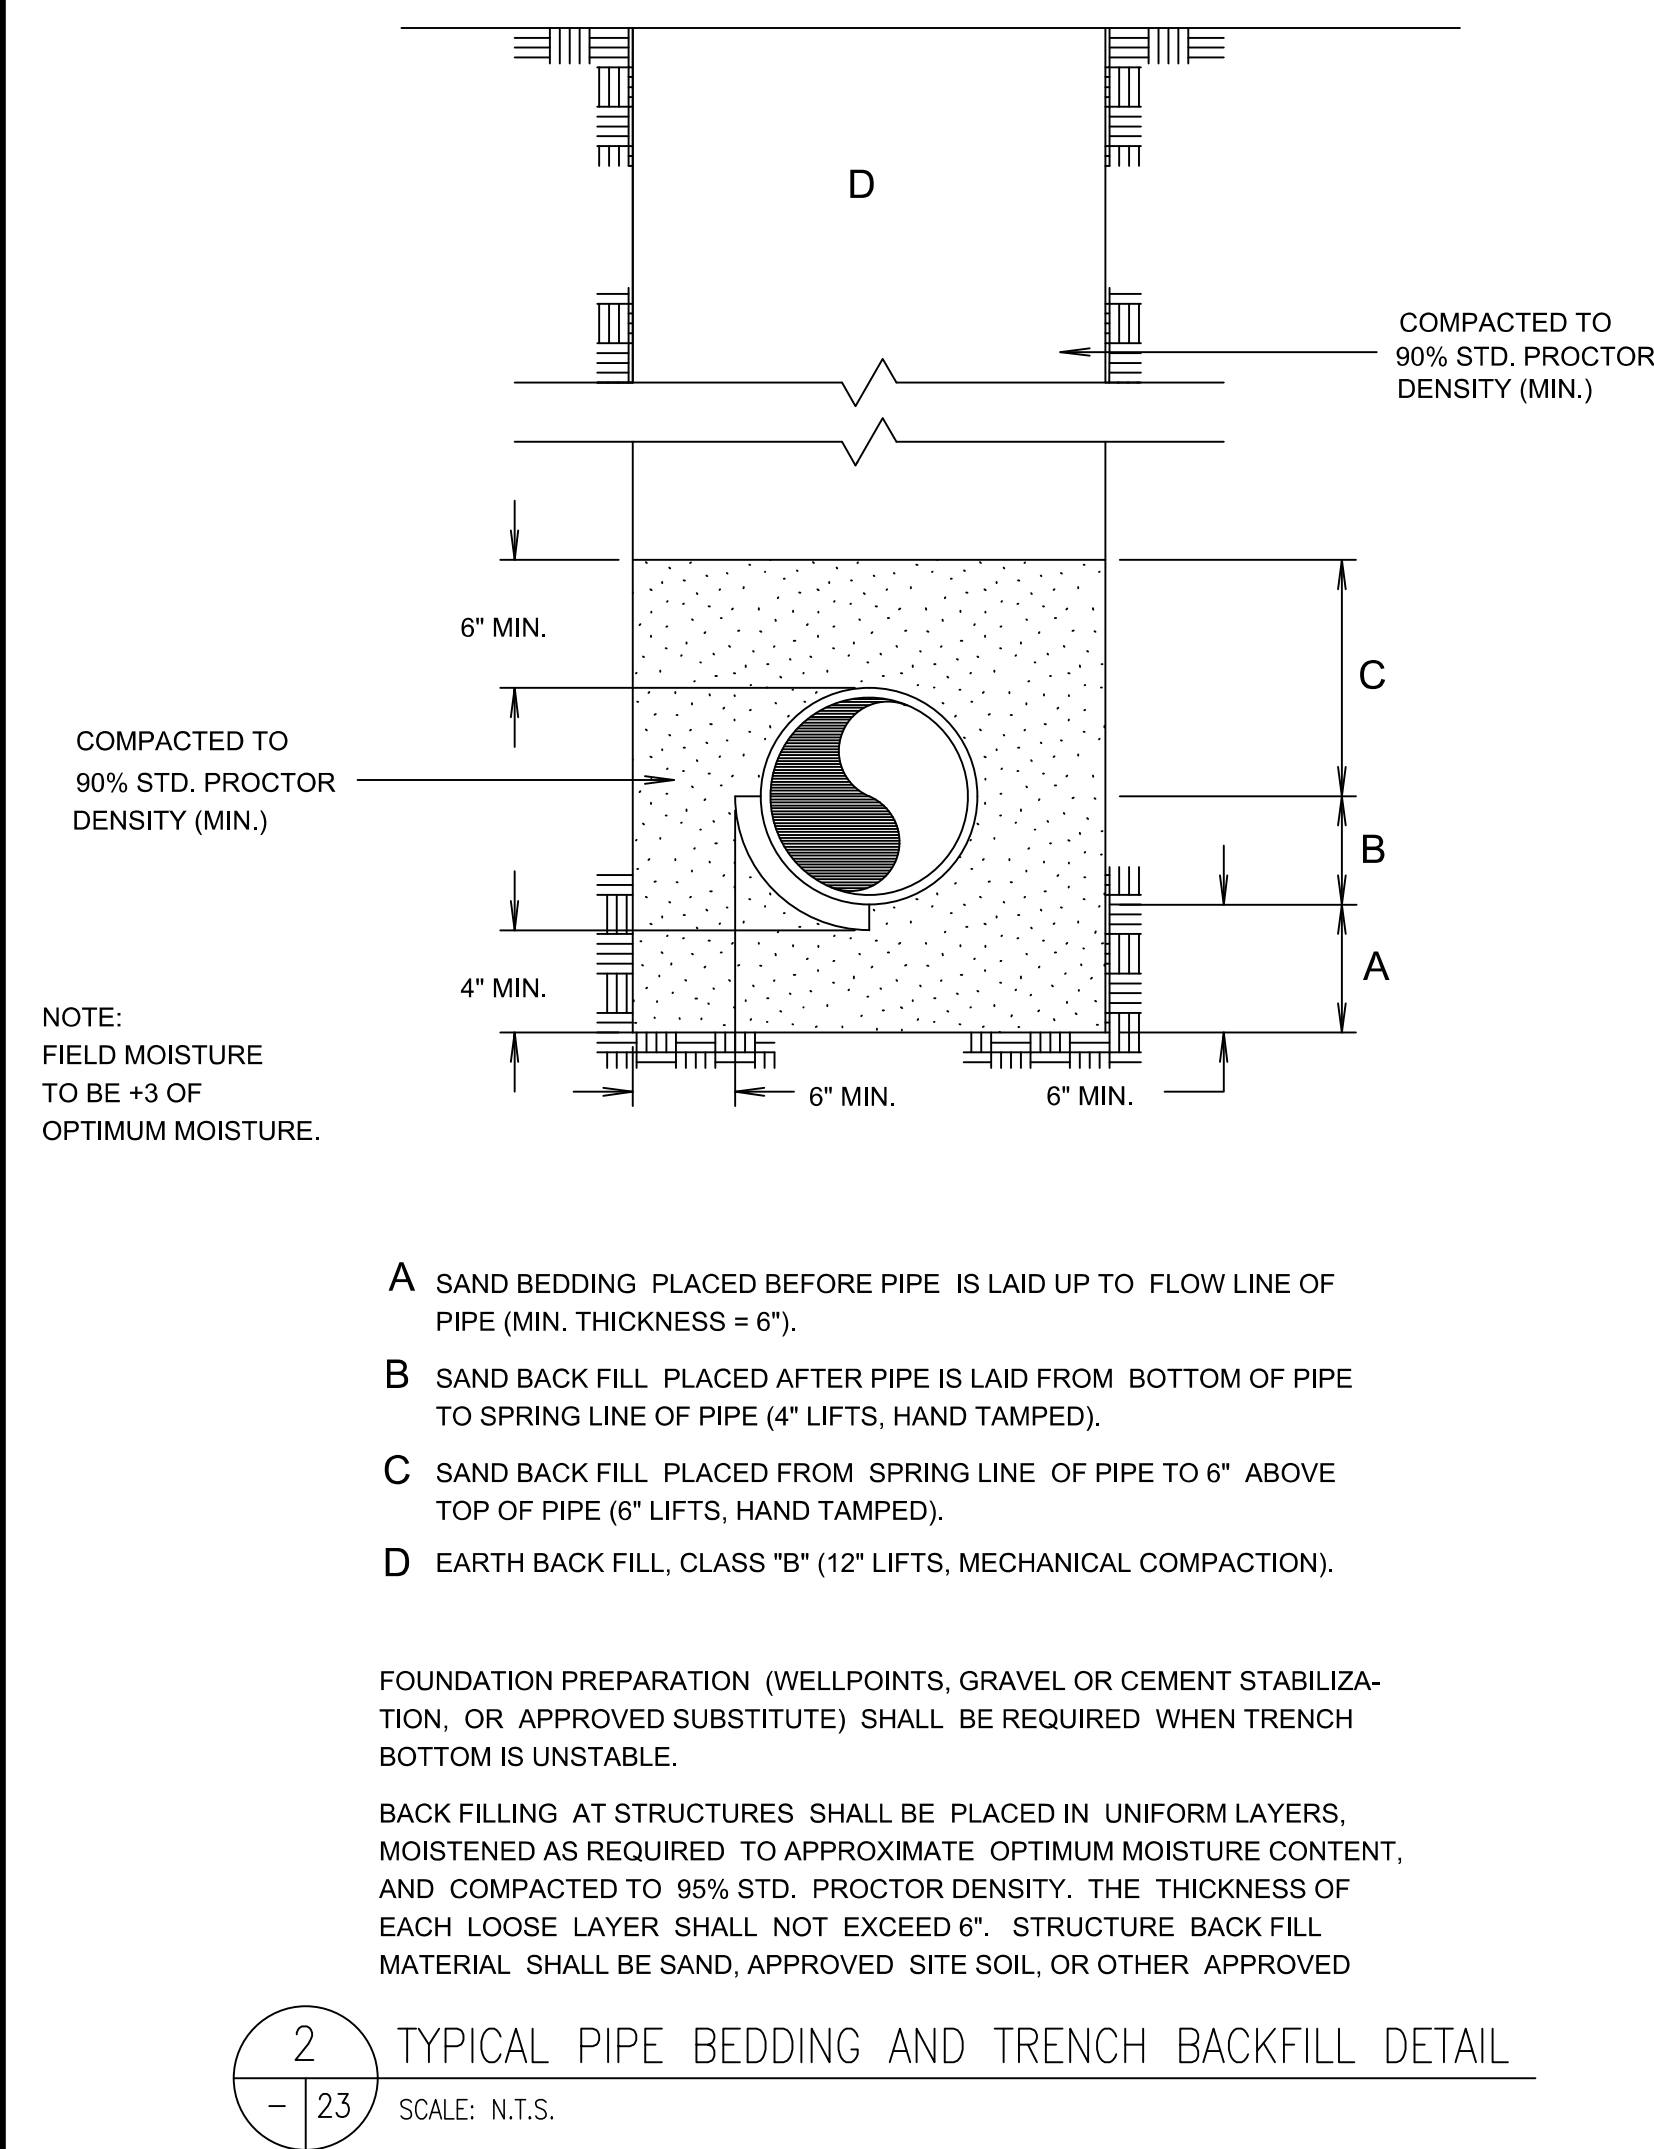 D
COMPACTED TO
90% STD. PROCTOR
DENSITY (MIN.)
6" MIN.
C
COMPACTED TO
90% STD. PROCTOR
DENSITY (MIN.)
B
A
4" MIN.
NOTE:
FIELD MOISTURE
TO BE +3 OF
OPTIMUM MOISTURE.
6" MIN.
6" MIN.
A SAND BEDDING PLACED BEFORE PIPE IS LAID UP TO FLOW LINE OF
PIPE (MIN. THICKNESS = 6").
B SAND BACK FILL PLACED AFTER PIPE IS LAID FROM BOTTOM OF PIPE
TO SPRING LINE OF PIPE (4" LIFTS, HAND TAMPED).
C SAND BACK FILL PLACED FROM SPRING LINE OF PIPE TO 6" ABOVE
TOP OF PIPE (6" LIFTS, HAND TAMPED).
D EARTH BACK FILL, CLASS "B" (12" LIFTS, MECHANICAL COMPACTION).
FOUNDATION PREPARATION (WELLPOINTS, GRAVEL OR CEMENT STABILIZA-
TION, OR APPROVED SUBSTITUTE) SHALL BE REQUIRED WHEN TRENCH
BOTTOM IS UNSTABLE.
BACK FILLING AT STRUCTURES SHALL BE PLACED IN UNIFORM LAYERS,
MOISTENED AS REQUIRED TO APPROXIMATE OPTIMUM MOISTURE CONTENT,
AND COMPACTED TO 95% STD. PROCTOR DENSITY. THE THICKNESS OF
EACH LOOSE LAYER SHALL NOT EXCEED 6". STRUCTURE BACK FILL
MATERIAL SHALL BE SAND, APPROVED SITE SOIL, OR OTHER APPROVED
2
TYPICAL PIPE BEDDING AND TRENCH BACKFILL DETAIL
- 23
SCALE: N.T.S.